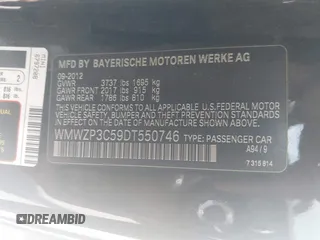 MFD BY BAYERISCHE MOTOREN WERKE AG
09-2012
GVWR 3737 lbs 1695 kg
GAWR FRONT 2017 lbs 915 kg
GAWR REAR 1786 lbs 810 kg
THIS VEHICLE CONFORMS TO ALL APPLICABLE
U.S. FEDERAL MOTOR VEHICLE SAFETY,
BUMPER, AND THEFT PREVENTION STANDARDS
IN EFFECT ON THE DATE OF MANUFACTURE
SHOWN ABOVE.
WMWZP3C59DT550746 TYPE: PASSENGER CAR
A94/9
7 315 814
DREAMBID